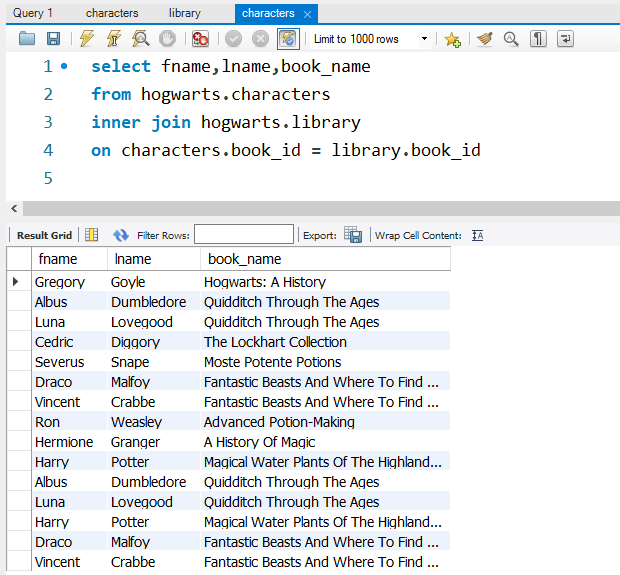 Query 1 characters library characters ×
Limit to 1000 rows
1 select fname,lname,book_name
2 from hogwarts.characters
3 inner join hogwarts.library
4 on characters.book_id = library.book_id
5
Result Grid Filter Rows: Export: Wrap Cell Content: IA
fname lname book_name
Gregory Goyle Hogwarts: A History
Albus Dumbledore Quidditch Through The Ages
Luna Lovegood Quidditch Through The Ages
Cedric Diggory The Lockhart Collection
Severus Snape Moste Potente Potions
Draco Malfoy Fantastic Beasts And Where To Find ...
Vincent Crabbe Fantastic Beasts And Where To Find ...
Ron Weasley Advanced Potion-Making
Hermione Granger A History Of Magic
Harry Potter Magical Water Plants Of The Highland...
Albus Dumbledore Quidditch Through The Ages
Luna Lovegood Quidditch Through The Ages
Harry Potter Magical Water Plants Of The Highland...
Draco Malfoy Fantastic Beasts And Where To Find ...
Vincent Crabbe Fantastic Beasts And Where To Find ...